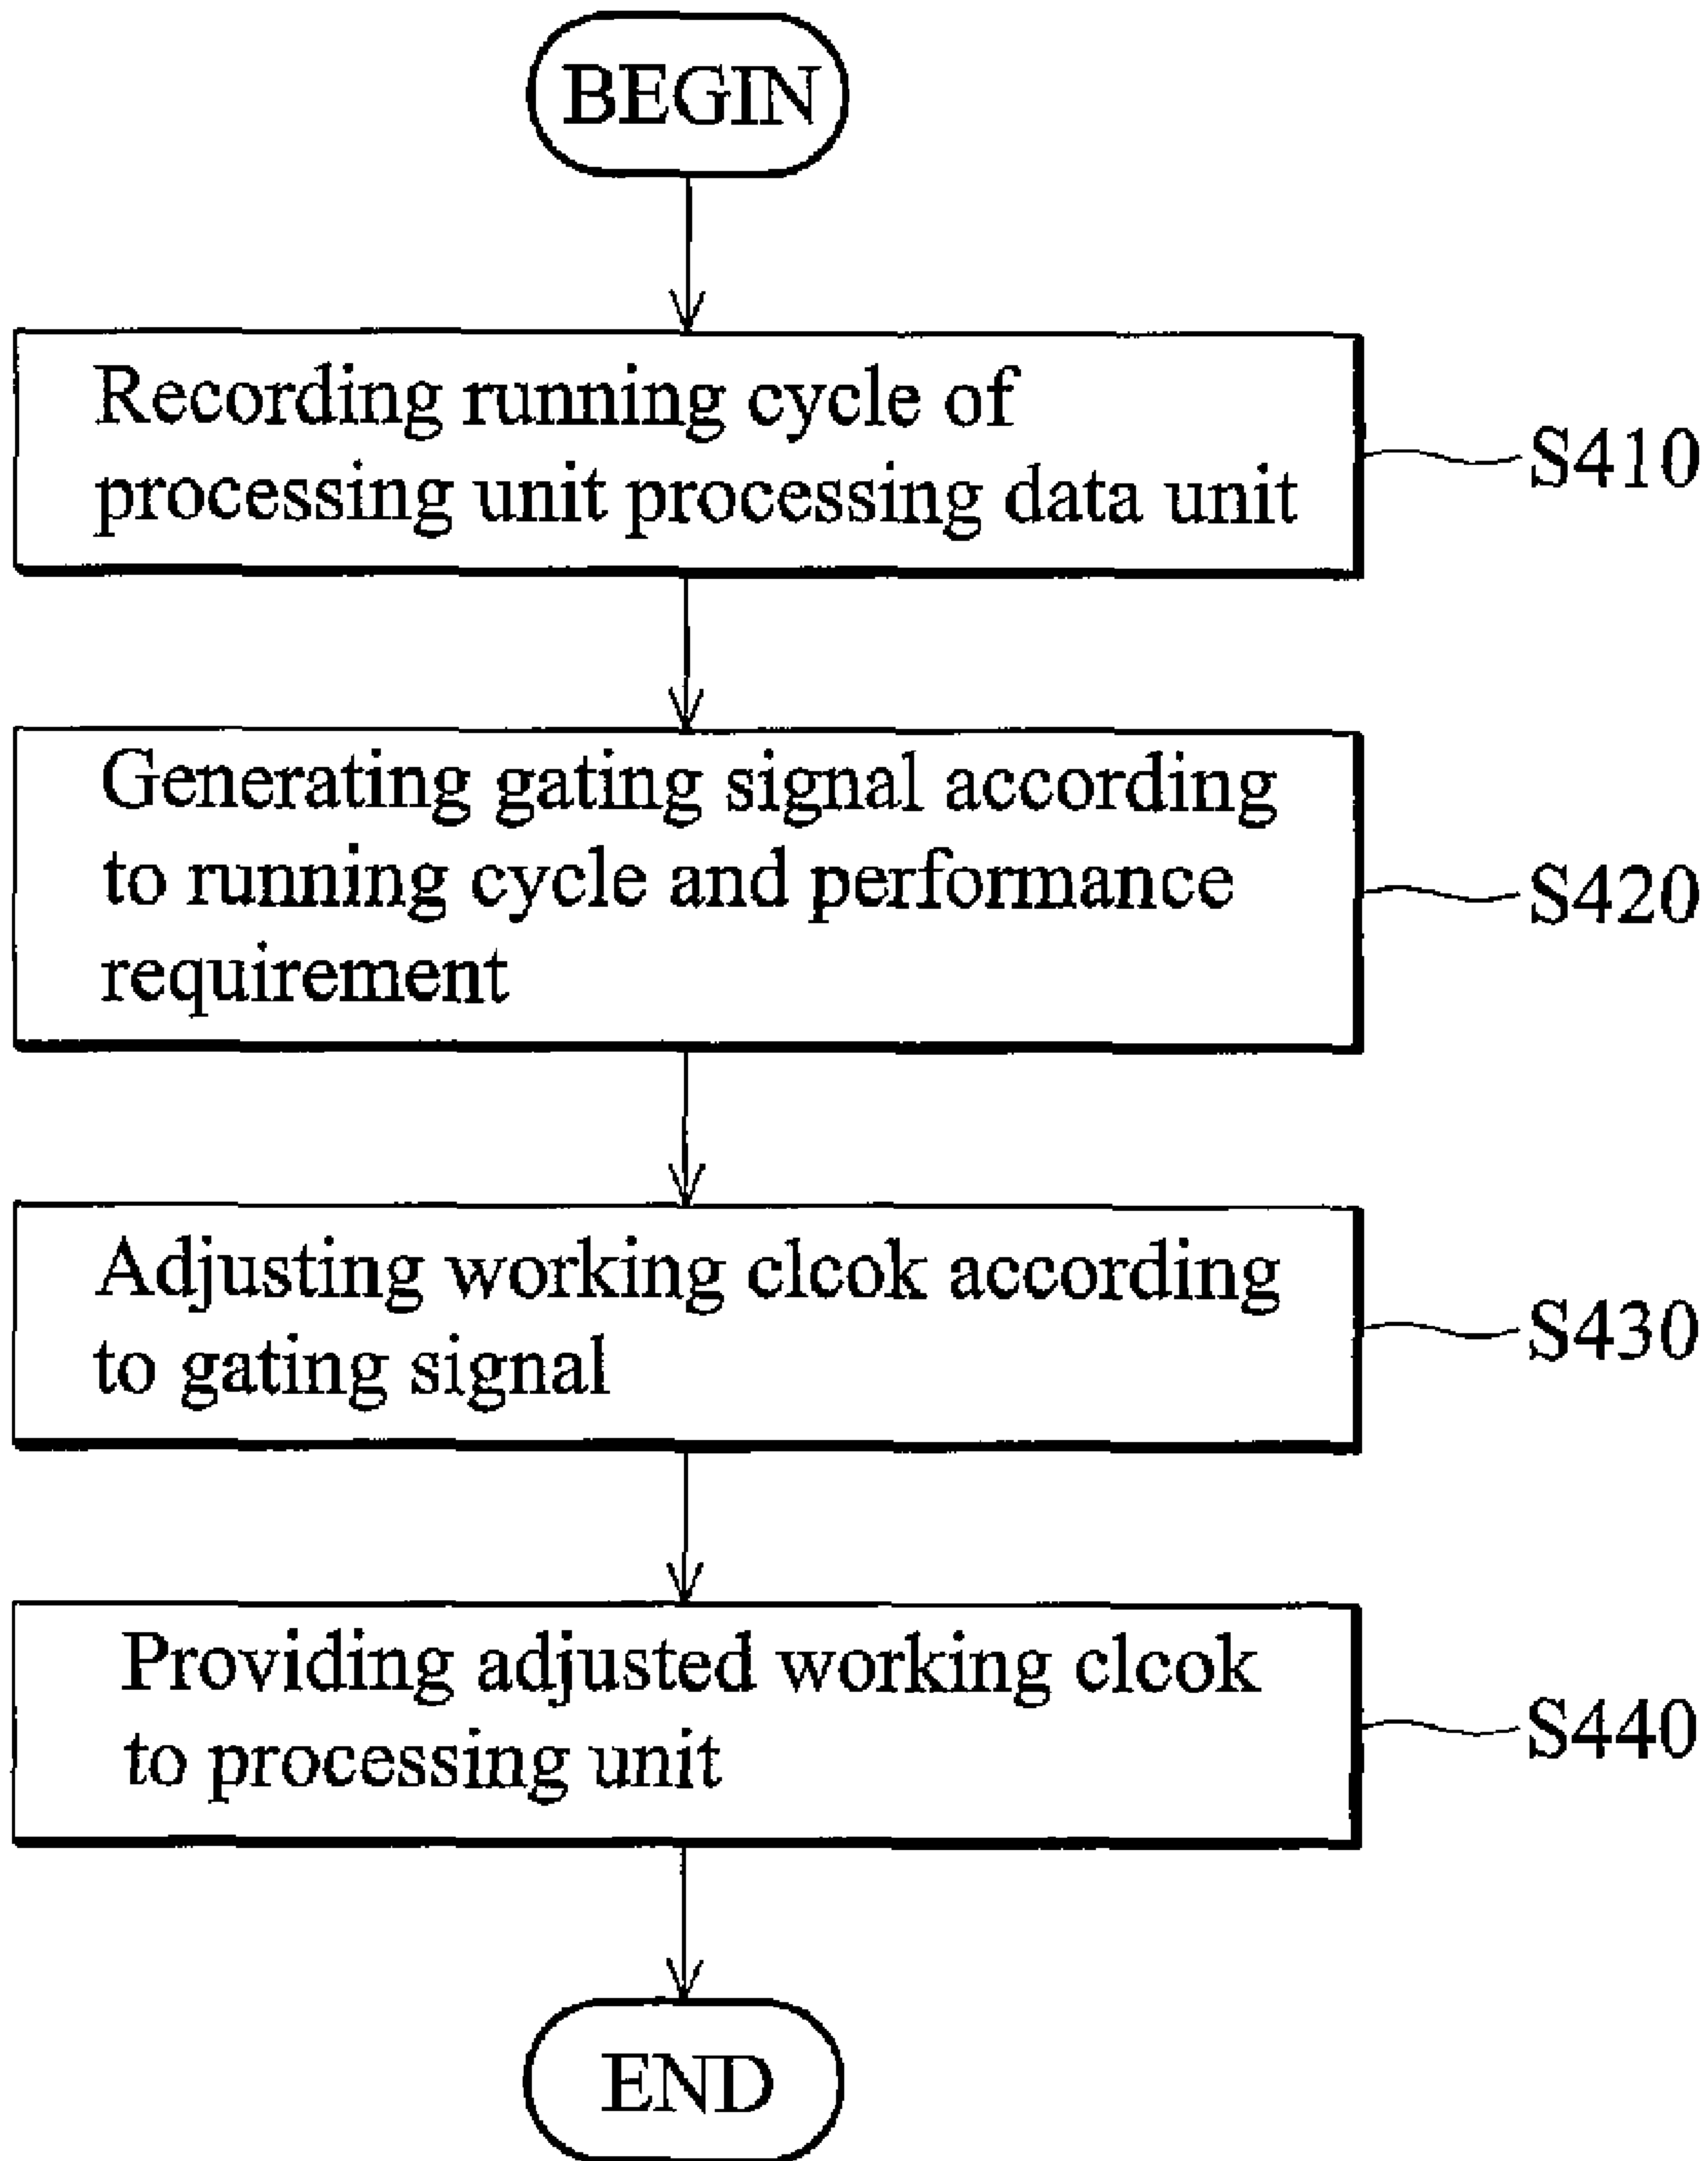 BEGIN
Recording running cycle of
processing unit processing data unit
S410
Generating gating signal according
to running cycle and performance
requirement
S420
Adjusting working clcok according
to gating signal
S430
Providing adjusted working clcok
to processing unit
S440
END